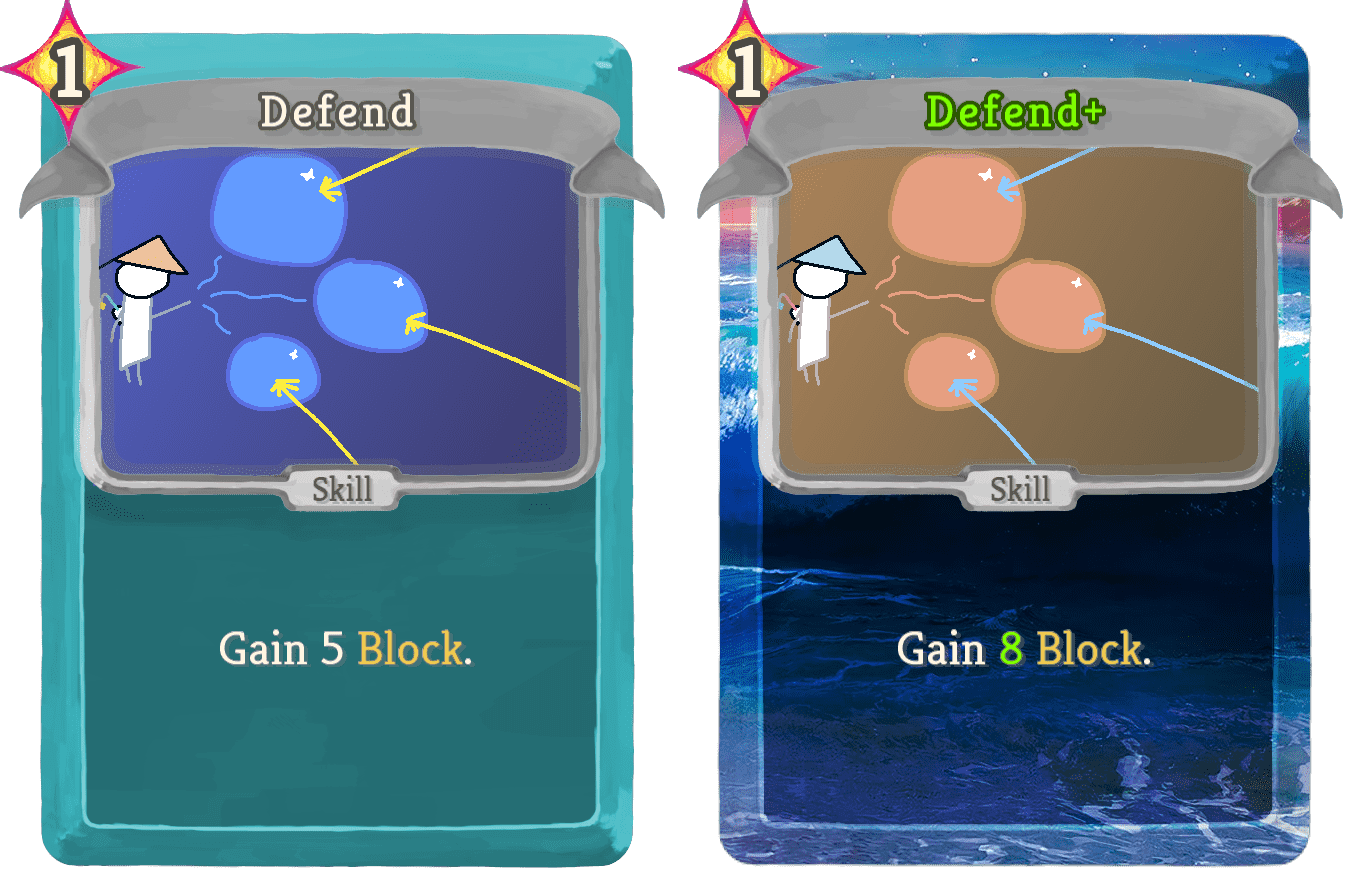 1
Defend
Skill
Gain 5 Block.
1
Defend+
Skill
Gain 8 Block.